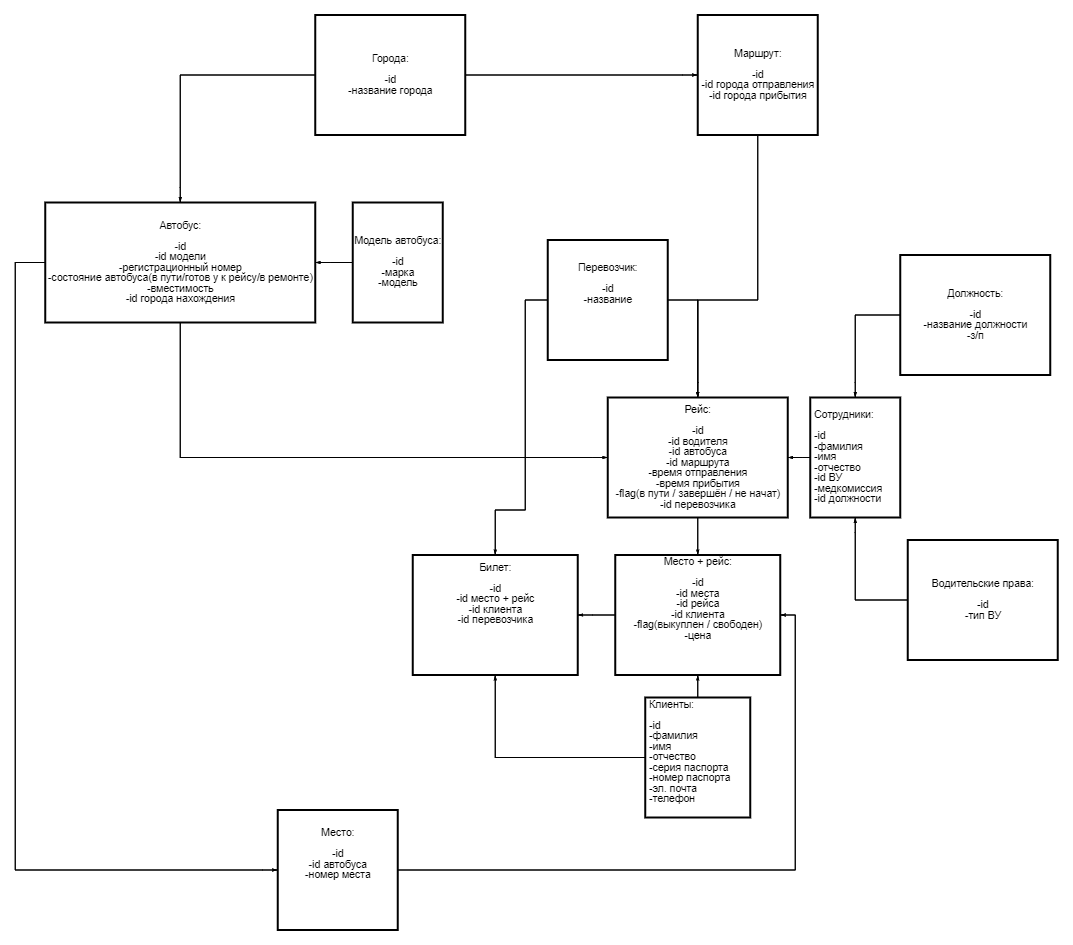 Города:
-id
-название города
Маршрут:
-id
-id города отправления
-id города прибытия
Автобус:
-id
-id модели
-регистрационный номер
-состояние автобуса(в пути/готов у к рейсу/в ремонте)
-вместимость
-id города нахождения
Модель автобуса:
-id
-марка
-модель
Перевозчик:
-id
-название
Должность:
-id
-название должности
-з/п
Рейс:
-id
-id водителя
-id автобуса
-id маршрута
-время отправления
-время прибытия
-flag(в пути / завершён / не начат)
-id перевозчика
Сотрудники:
-id
-фамилия
-имя
-отчество
-id ВУ
-медкомиссия
-id должности
Билет:
-id
-id место + рейс
-id клиента
-id перевозчика
Место + рейс:
-id
-id места
-id рейса
-id клиента
-flag(выкуплен / свободен)
-цена
Водительские права:
-id
-тип ВУ
Клиенты:
-id
-фамилия
-имя
-отчество
-серия паспорта
-номер паспорта
-эл. почта
-телефон
Место:
-id
-id автобуса
-номер места